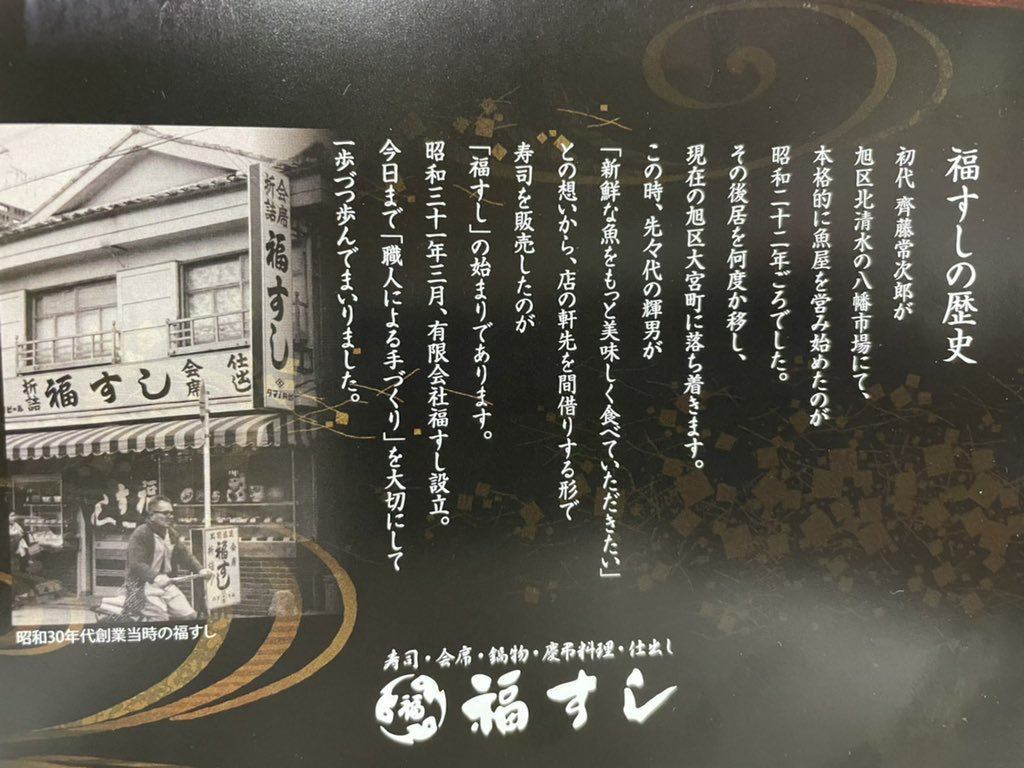 福すしの歴史
初代 齊藤常次郎が
旭区北清水の八幡市場にて、
本格的に魚屋を営み始めたのが
昭和二十二年ごろでした。
その後居を何度か移し、
現在の旭区大宮町に落ち着きます。
この時、先々代の輝男が
「新鮮な魚をもっと美味しく食べていただきたい」
との想いから、店の軒先を間借りする形で
寿司を販売したのが
「福すし」の始まりであります。
昭和三十一年三月、有限会社福すし設立。
今日まで「職人による手づくり」を大切にして
一歩づつ歩んでまいりました。
会席
折詰
福すし
仕出
会席
福すし
折詰
ビール
福すし
会席
福すし
昭和30年代創業当時の福すし
寿司・会席・鍋物・慶弔料理・仕出し
福
福すし